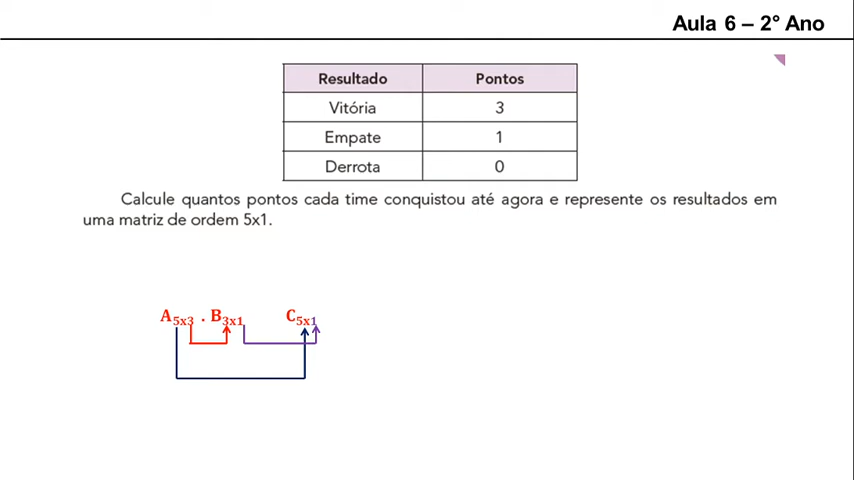 Aula 6 – 2° Ano
Resultado Pontos
Vitória 3
Empate 1
Derrota 0
Calcule quantos pontos cada time conquistou até agora e represente os resultados em
uma matriz de ordem 5x1.
A5x3 . B3x1 C5x1